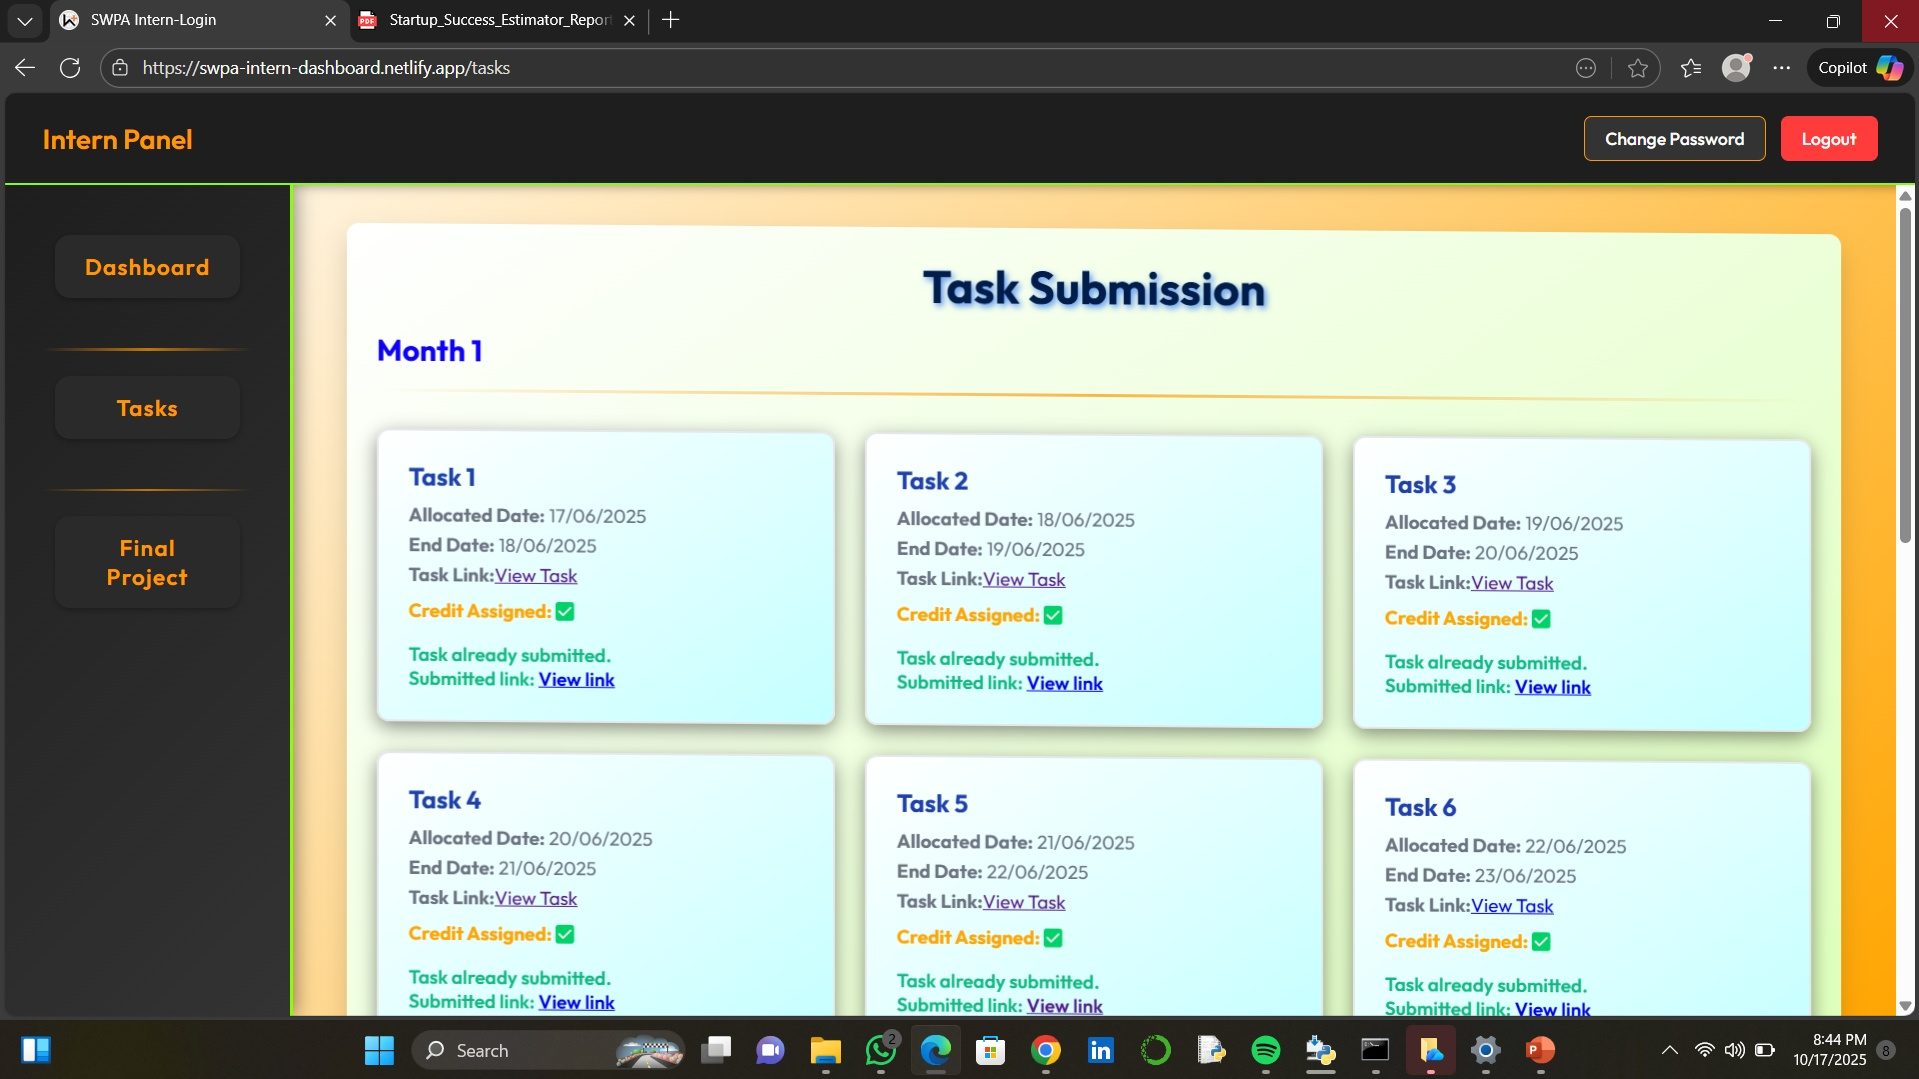 SWPA Intern-Login
Startup_Success_Estimator_Repor
https://swpa-intern-dashboard.netlify.app/tasks
Copilot
Intern Panel
Change Password
Logout
Dashboard
Tasks
Final
Project
Task Submission
Month 1
Task 1
Allocated Date: 17/06/2025
End Date: 18/06/2025
Task Link:View Task
Credit Assigned: ✅
Task already submitted.
Submitted link: View link
Task 2
Allocated Date: 18/06/2025
End Date: 19/06/2025
Task Link:View Task
Credit Assigned: ✅
Task already submitted.
Submitted link: View link
Task 3
Allocated Date: 19/06/2025
End Date: 20/06/2025
Task Link:View Task
Credit Assigned: ✅
Task already submitted.
Submitted link: View link
Task 4
Allocated Date: 20/06/2025
End Date: 21/06/2025
Task Link:View Task
Credit Assigned: ✅
Task already submitted.
Submitted link: View link
Task 5
Allocated Date: 21/06/2025
End Date: 22/06/2025
Task Link:View Task
Credit Assigned: ✅
Task already submitted.
Submitted link: View link
Task 6
Allocated Date: 22/06/2025
End Date: 23/06/2025
Task Link:View Task
Credit Assigned: ✅
Task already submitted.
Submitted link: View link
Search
2
8:44 PM
10/17/2025
8